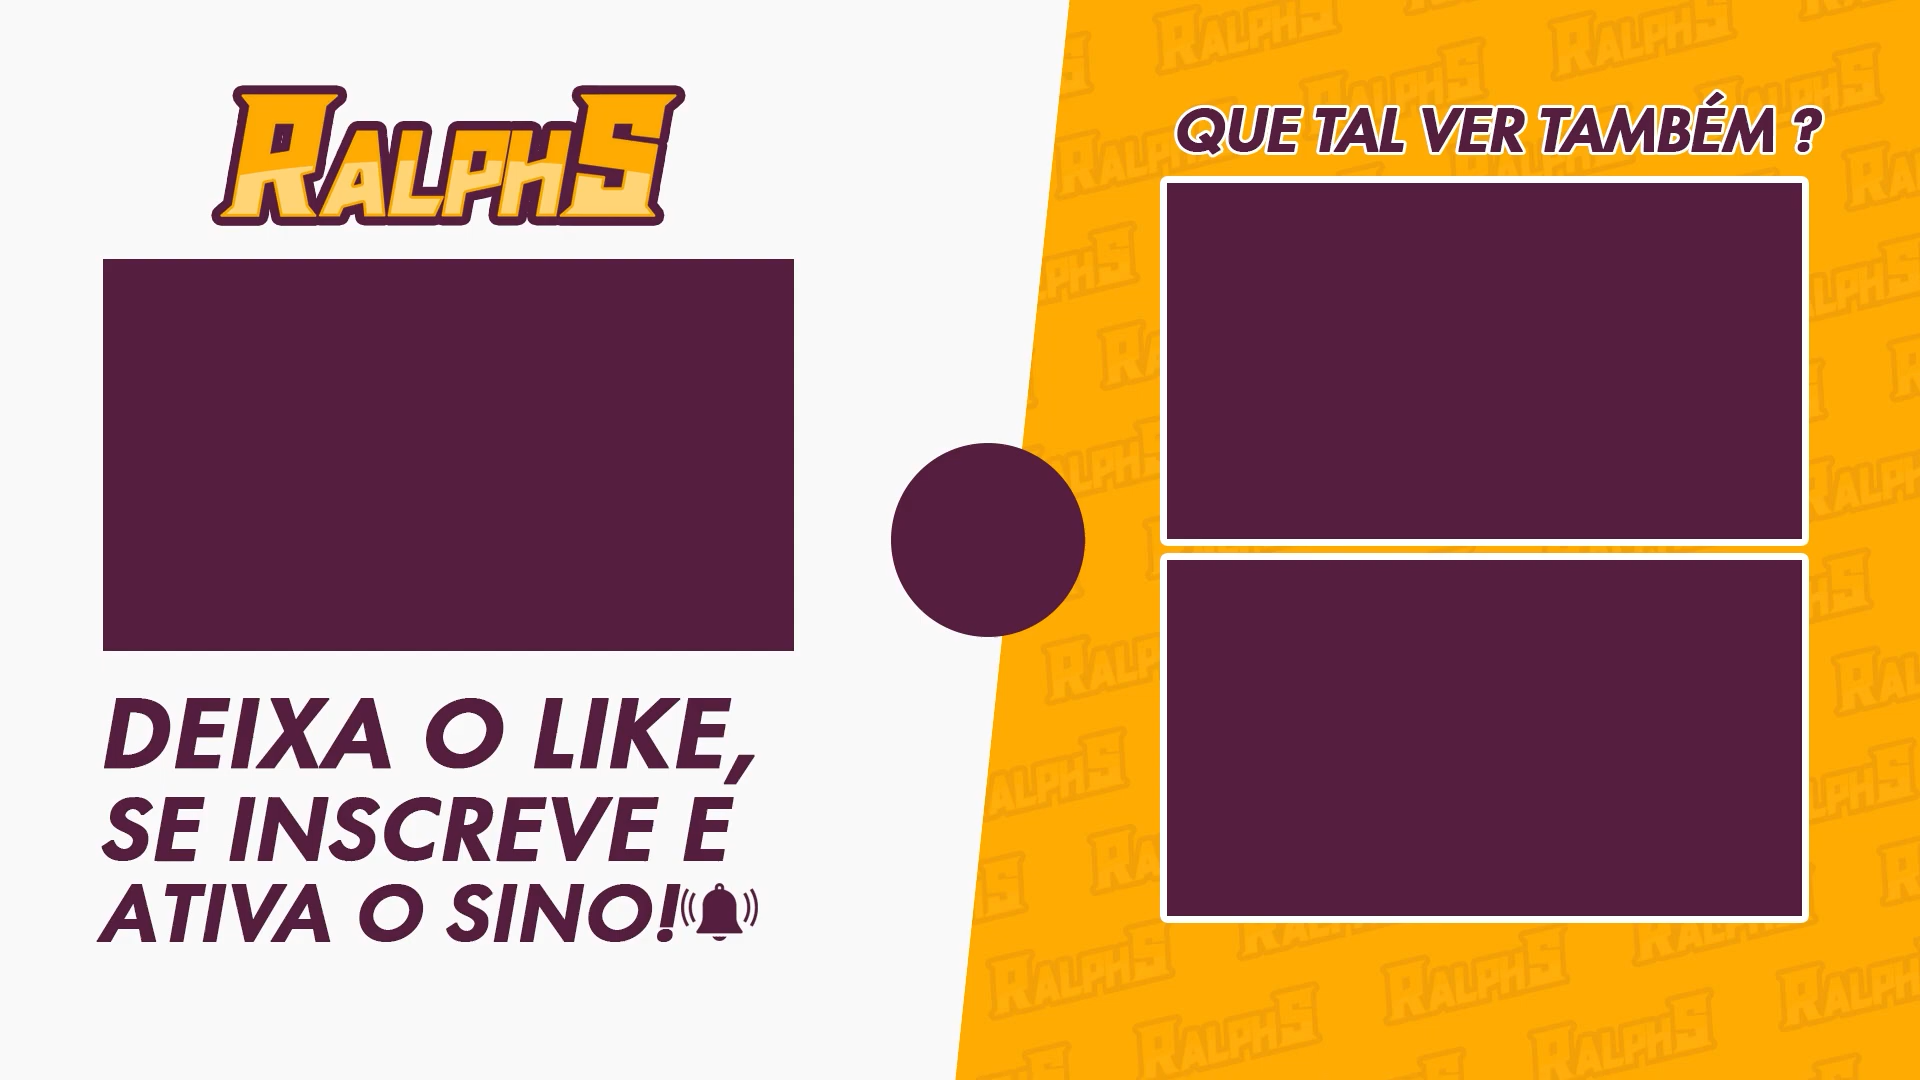 RALPHS
DEIXA O LIKE,
SE INSCREVE E
ATIVA O SINO!
QUE TAL VER TAMBÉM ?